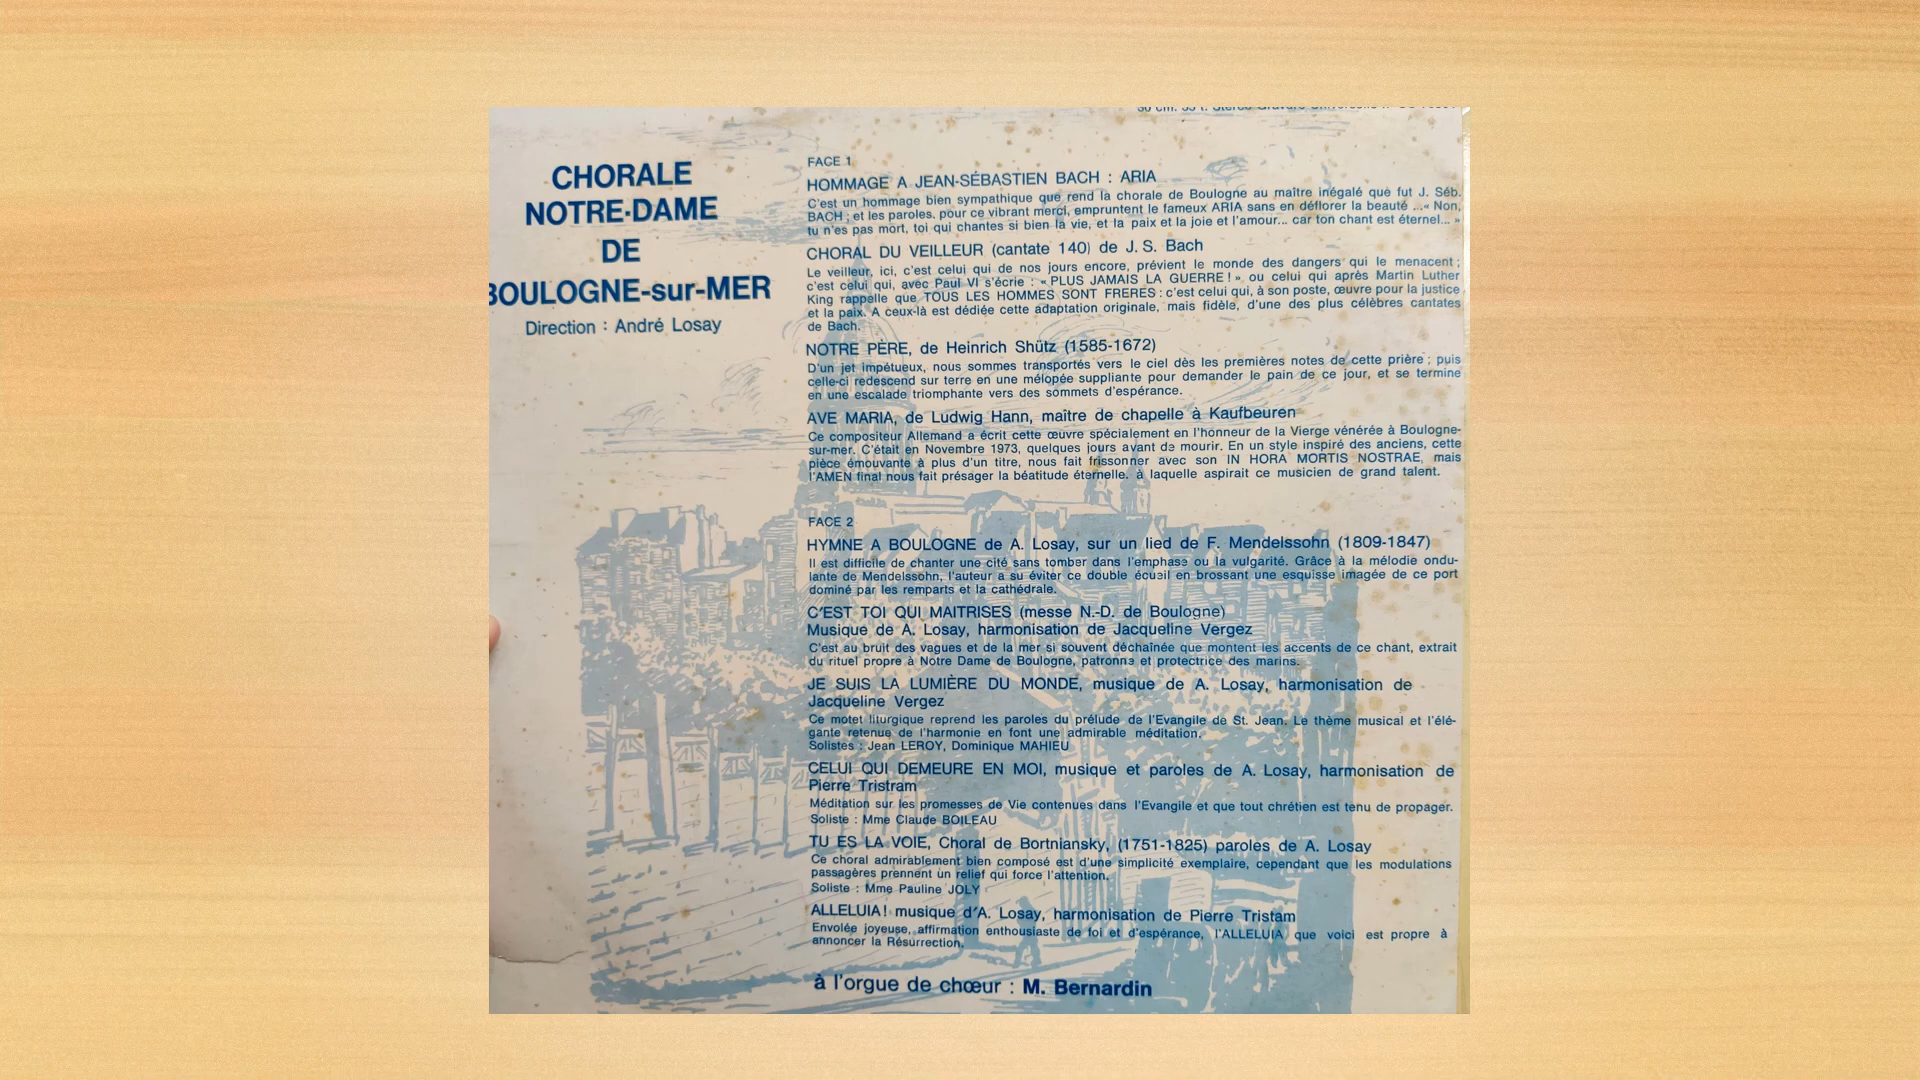 CHORALE
NOTRE-DAME
DE
BOULOGNE-sur-MER
Direction : André Losay
FACE 1
HOMMAGE A JEAN-SÉBASTIEN BACH : ARIA
C'est un hommage bien sympathique que rend la chorale de Boulogne au maître inégalé que fut J. Séb.
BACH ; et les paroles, pour ce vibrant merci, empruntent le fameux ARIA sans en déflorer la beauté ...« Non,
tu n'es pas mort, toi qui chantes si bien la vie, et la paix et la joie et l'amour... car ton chant est éternel... »
CHORAL DU VEILLEUR (cantate 140) de J. S. Bach
Le veilleur, ici, c'est celui qui de nos jours encore, prévient le monde des dangers qui le menacent ;
c'est celui qui, avec Paul VI s'écrie : « PLUS JAMAIS LA GUERRE ! », ou celui qui après Martin Luther
King rappelle que TOUS LES HOMMES SONT FRERES : c'est celui qui, à son poste, œuvre pour la justice
et la paix. A ceux-là est dédiée cette adaptation originale, mais fidèle, d'une des plus célèbres cantates
de Bach.
NOTRE PÈRE, de Heinrich Shütz (1585-1672)
D'un jet impétueux, nous sommes transportés vers le ciel dès les premières notes de cette prière ; puis
celle-ci redescend sur terre en une mélopée suppliante pour demander le pain de ce jour, et se termine
en une escalade triomphante vers des sommets d'espérance.
AVE MARIA, de Ludwig Hann, maître de chapelle à Kaufbeuren
Ce compositeur Allemand a écrit cette œuvre spécialement en l'honneur de la Vierge vénérée à Boulogne-
sur-mer. C'était en Novembre 1973, quelques jours avant de mourir. En un style inspiré des anciens, cette
pièce émouvante à plus d'un titre, nous fait frissonner avec son IN HORA MORTIS NOSTRAE, mais
l'AMEN final nous fait présager la béatitude éternelle, à laquelle aspirait ce musicien de grand talent.
FACE 2
HYMNE A BOULOGNE de A. Losay, sur un lied de F. Mendelssohn (1809-1847)
Il est difficile de chanter une cité sans tomber dans l'emphase ou la vulgarité. Grâce à la mélodie ondu-
lante de Mendelssohn, l'auteur a su éviter ce double écueil en brossant une esquisse imagée de ce port
dominé par les remparts et la cathédrale.
C'EST TOI QUI MAITRISES (messe N.-D. de Boulogne)
Musique de A. Losay, harmonisation de Jacqueline Vergez
C'est au bruit des vagues et de la mer si souvent déchaînée que montent les accents de ce chant, extrait
du rituel propre à Notre Dame de Boulogne, patronne et protectrice des marins.
JE SUIS LA LUMIÈRE DU MONDE, musique de A. Losay, harmonisation de
Jacqueline Vergez
Ce motet liturgique reprend les paroles du prélude de l'Evangile de St. Jean. Le thème musical et l'élé-
gante retenue de l'harmonie en font une admirable méditation.
Solistes : Jean LEROY, Dominique MAHIEU
CELUI QUI DEMEURE EN MOI, musique et paroles de A. Losay, harmonisation de
Pierre Tristram
Méditation sur les promesses de Vie contenues dans l'Evangile et que tout chrétien est tenu de propager.
Soliste : Mme Claude BOILEAU
TU ES LA VOIE, Choral de Bortniansky, (1751-1825) paroles de A. Losay
Ce choral admirablement bien composé est d'une simplicité exemplaire, cependant que les modulations
passagères prennent un relief qui force l'attention.
Soliste : Mme Pauline JOLY
ALLELUIA ! musique d'A. Losay, harmonisation de Pierre Tristam
Envolée joyeuse, affirmation enthousiaste de foi et d'espérance, l'ALLELUIA que voici est propre à
annoncer la Résurrection.
à l'orgue de chœur : M. Bernardin